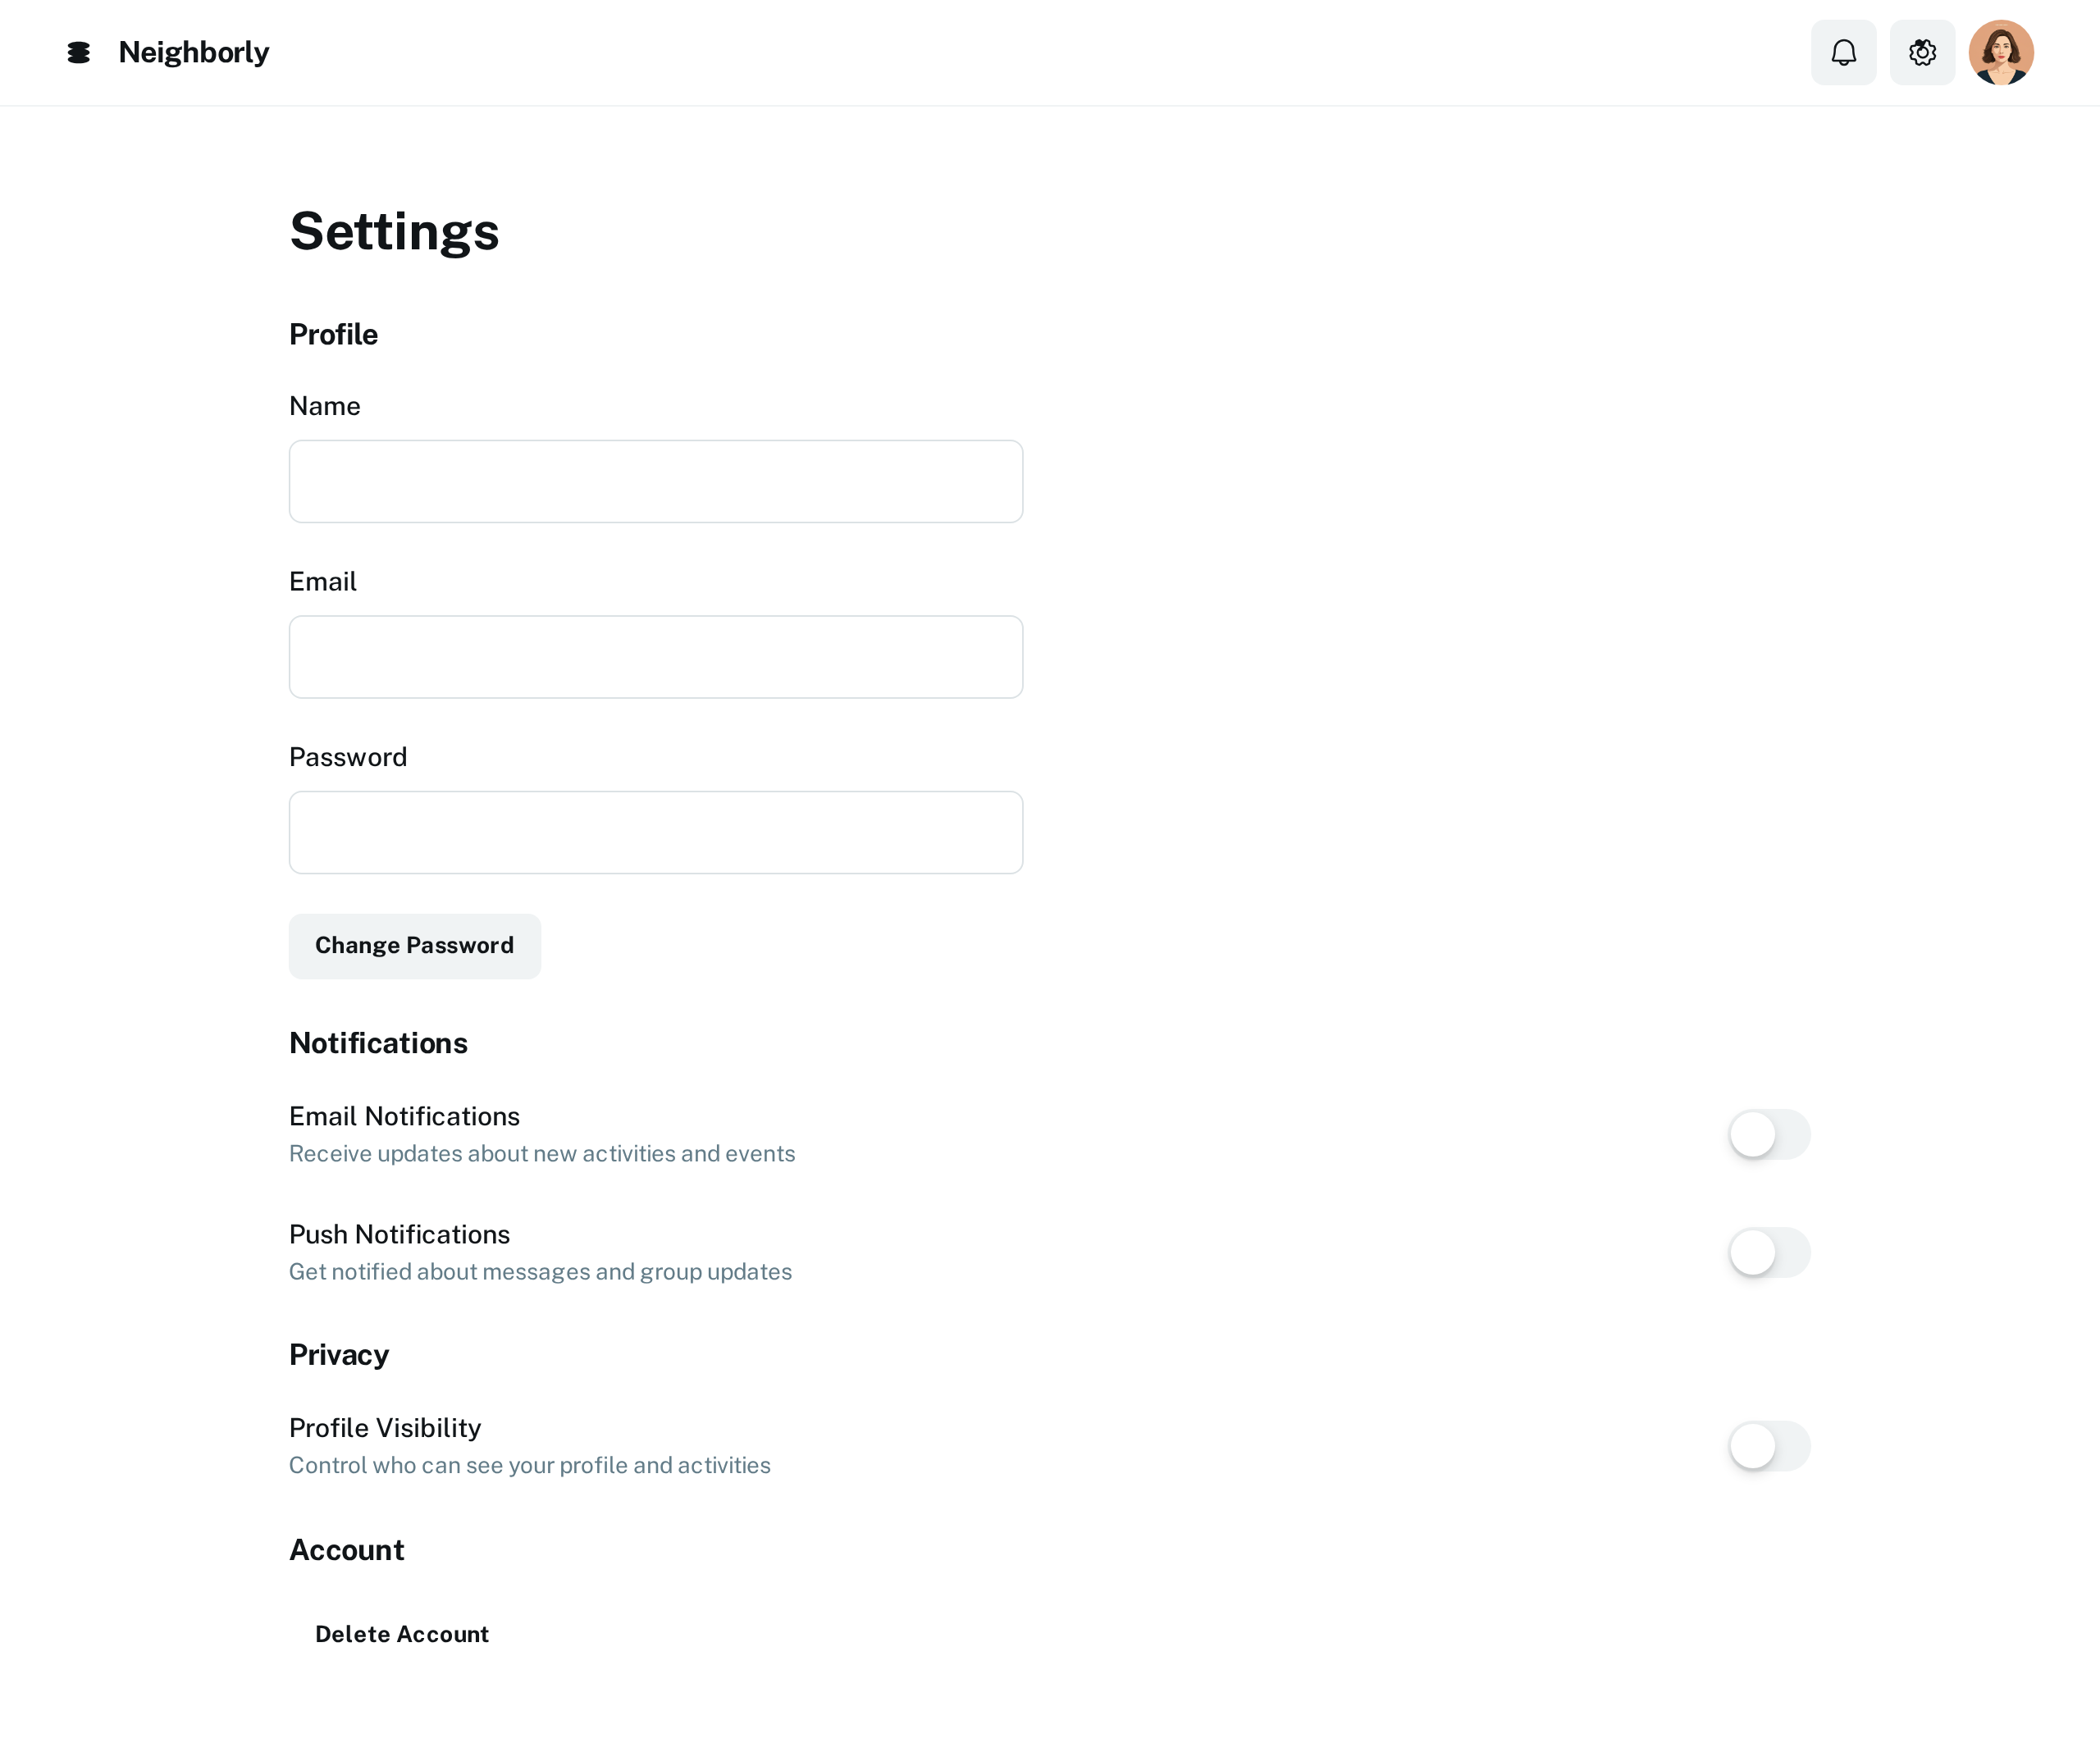 Neighborly
Settings
Profile
Name
Email
Password
Change Password
Notifications
Email Notifications
Receive updates about new activities and events
Push Notifications
Get notified about messages and group updates
Privacy
Profile Visibility
Control who can see your profile and activities
Account
Delete Account